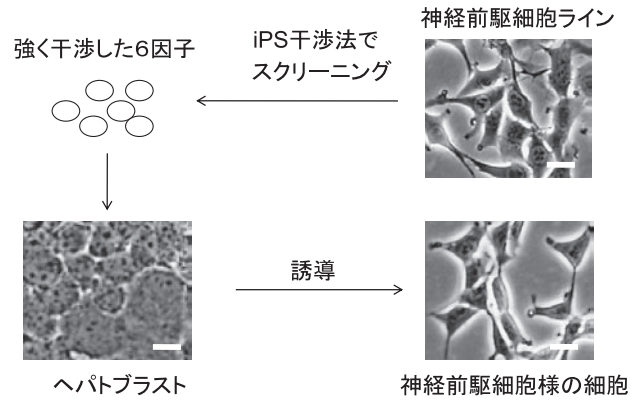 神経前駆細胞ライン
iPS干渉法で
スクリーニング
強く干渉した6因子
ヘパトブラスト
誘導
神経前駆細胞様の細胞